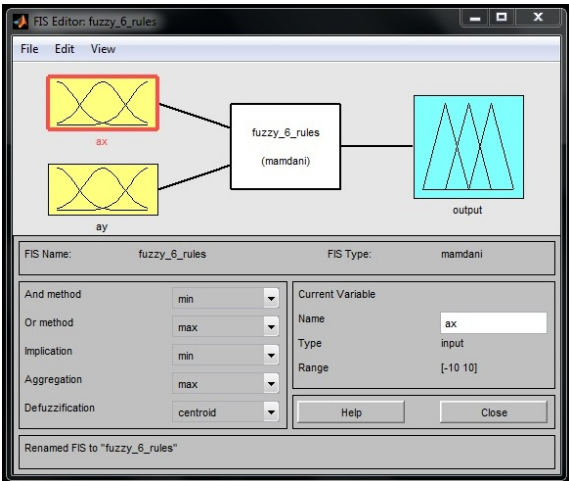 FIS Editor: fuzzy_6_rules
File Edit View
ax
ay
fuzzy_6_rules
(mamdani)
output
FIS Name: fuzzy_6_rules FIS Type: mamdani
And method min
Or method max
Implication min
Aggregation max
Defuzzification centroid
Current Variable
Name ax
Type input
Range [-10 10]
Help Close
Renamed FIS to "fuzzy_6_rules"